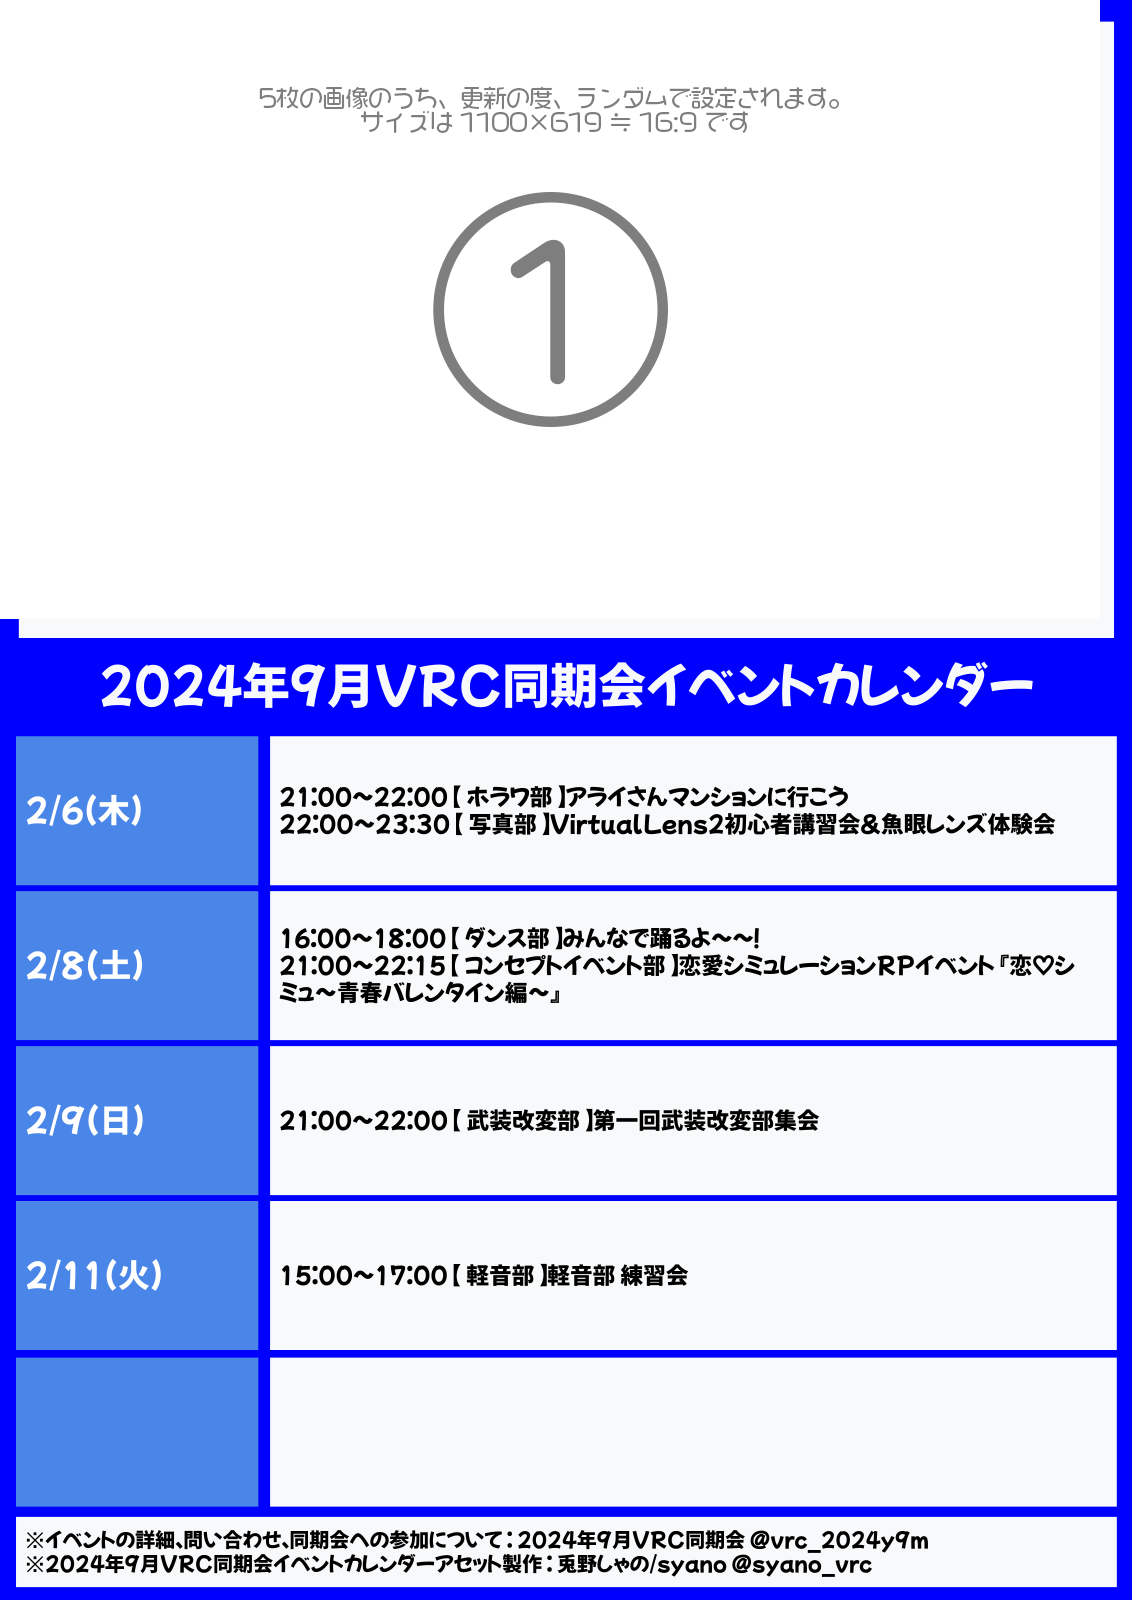 5枚の画像のうち、更新の度、ランダムで設定されます。
サイズは 1100×619 ≒ 16:9 です
①
2024年9月VRC同期会イベントカレンダー
2/6(木)
21:00～22:00【 ホラワ部 】アライさんマンションに行こう
22:00～23:30【 写真部 】VirtualLens2初心者講習会&魚眼レンズ体験会
2/8(土)
16:00～18:00【 ダンス部 】みんなで踊るよ～～!
21:00～22:15【 コンセプトイベント部 】恋愛シミュレーションRPイベント『恋♡シ
ミュ～青春バレンタイン編～』
2/9(日)
21:00～22:00【 武装改変部 】第一回武装改変部集会
2/11(火)
15:00～17:00【 軽音部 】軽音部 練習会
※イベントの詳細、問い合わせ、同期会への参加について：2024年9月VRC同期会 @vrc_2024y9m
※2024年9月VRC同期会イベントカレンダーアセット製作：兎野しゃの/syano @syano_vrc